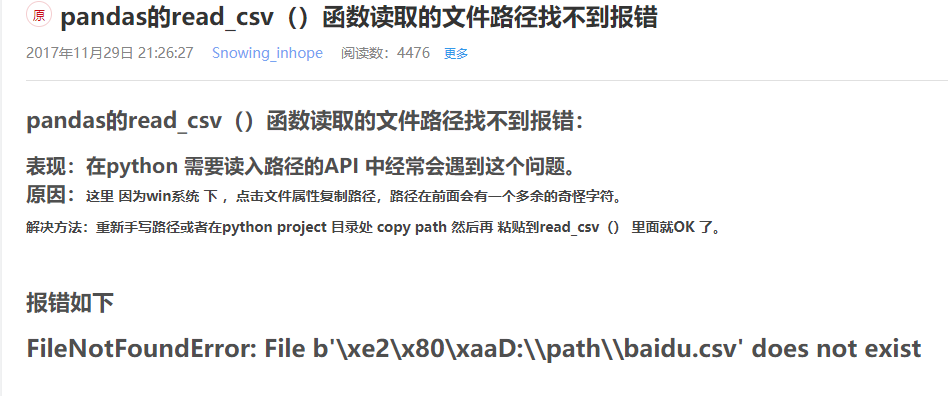 原 pandas的read_csv（）函数读取的文件路径找不到报错
2017年11月29日 21:26:27 Snowing_inhope 阅读数：4476 更多
pandas的read_csv（）函数读取的文件路径找不到报错：
表现：在python 需要读入路径的API 中经常会遇到这个问题。
原因：这里 因为win系统 下 ，点击文件属性复制路径，路径在前面会有一个多余的奇怪字符。
解决方法：重新手写路径或者在python project 目录处 copy path 然后再 粘贴到read_csv（） 里面就OK 了。
报错如下
FileNotFoundError: File b'\xe2\x80\xaaD:\\path\\baidu.csv' does not exist